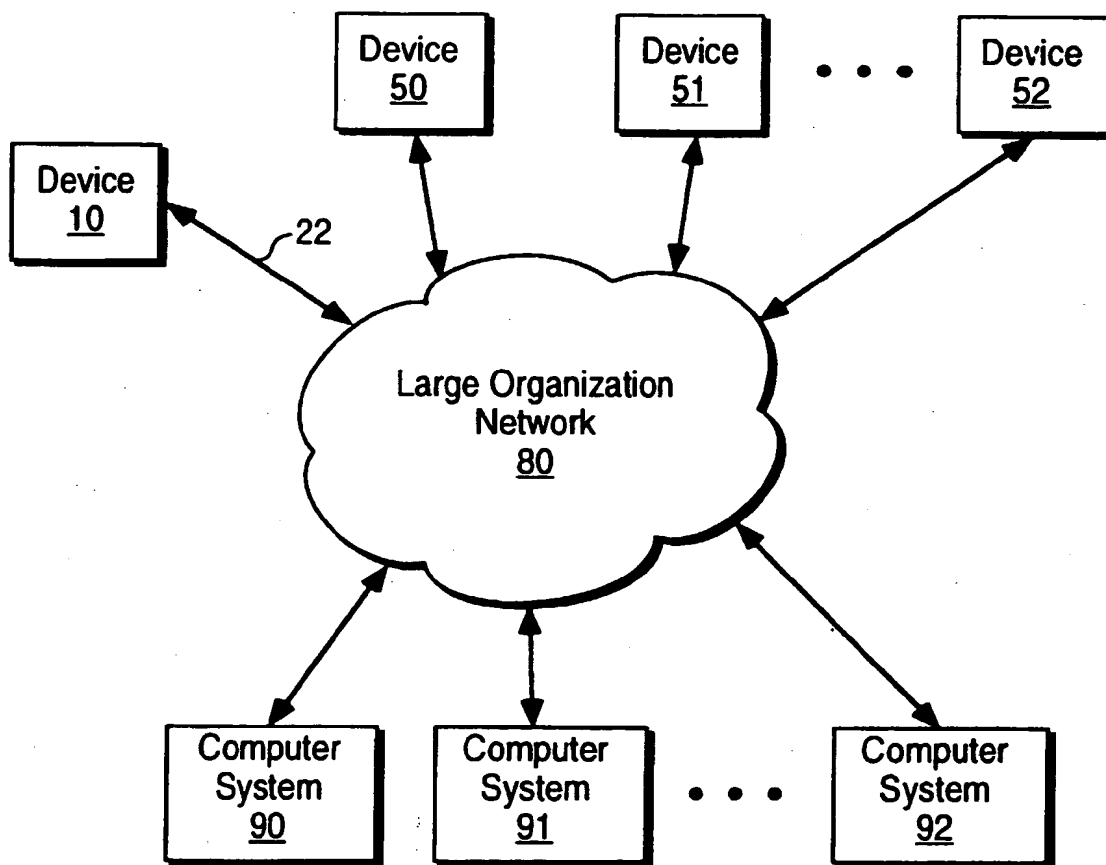 Device
50
Device
51
Device
52
Device
10
22
Large Organization
Network
80
Computer
System
90
Computer
System
91
Computer
System
92